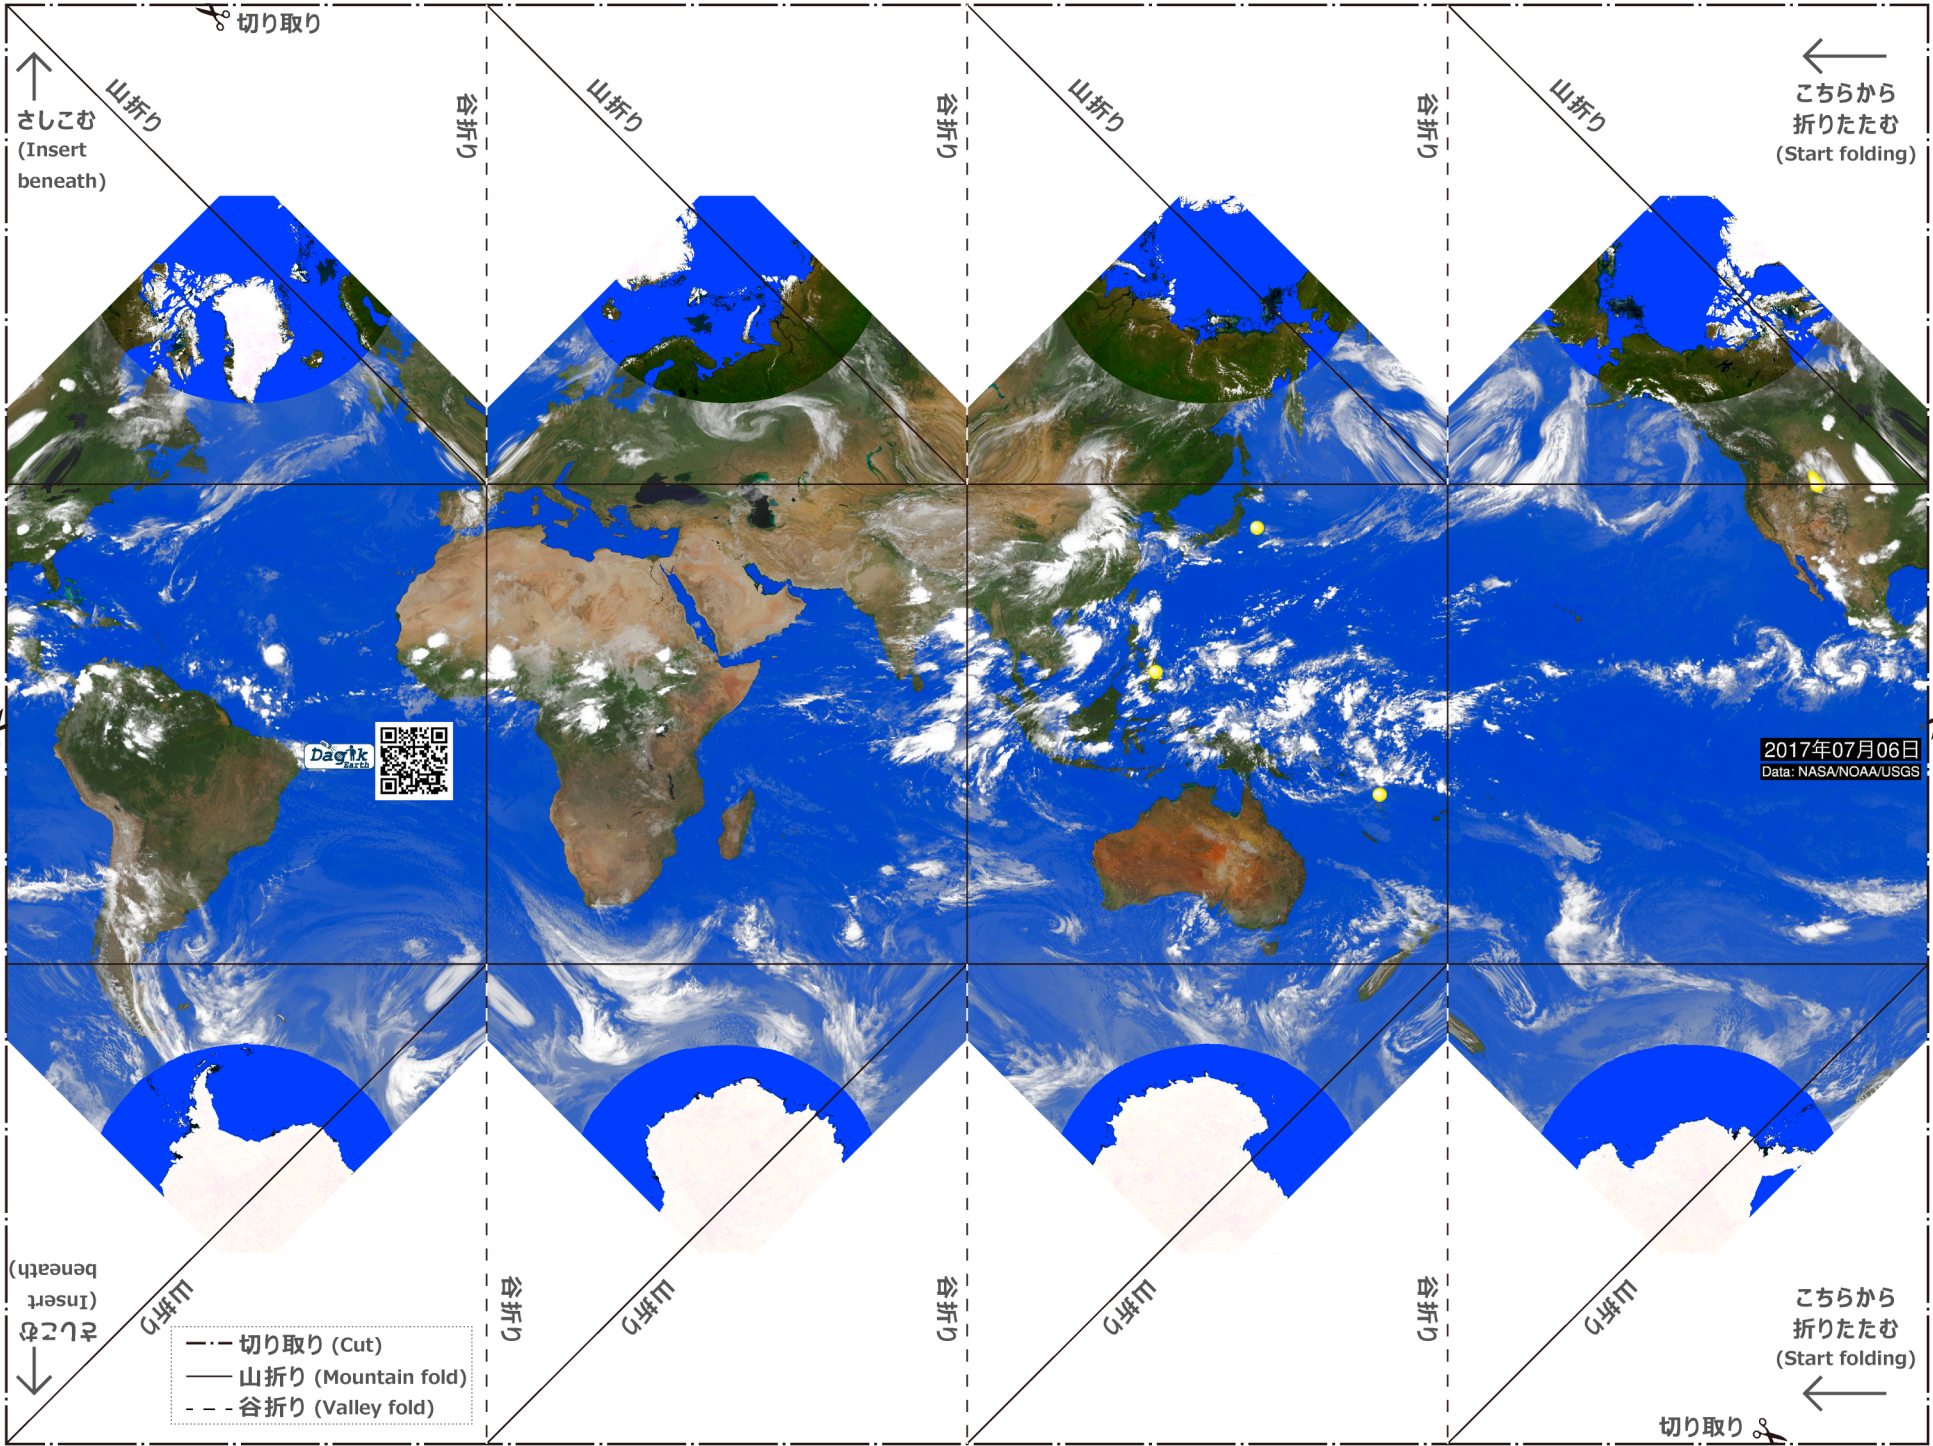 切り取り
さしこむ
(Insert
beneath)
山折り
谷折り
山折り
谷折り
山折り
谷折り
山折り
こちらから
折りたたむ
(Start folding)
Dagik
Earth
2017年07月06日
Data: NASA/NOAA/USGS
さしこむ
(Insert
beneath)
山折り
谷折り
山折り
谷折り
山折り
谷折り
山折り
こちらから
折りたたむ
(Start folding)
切り取り (Cut)
山折り (Mountain fold)
谷折り (Valley fold)
切り取り